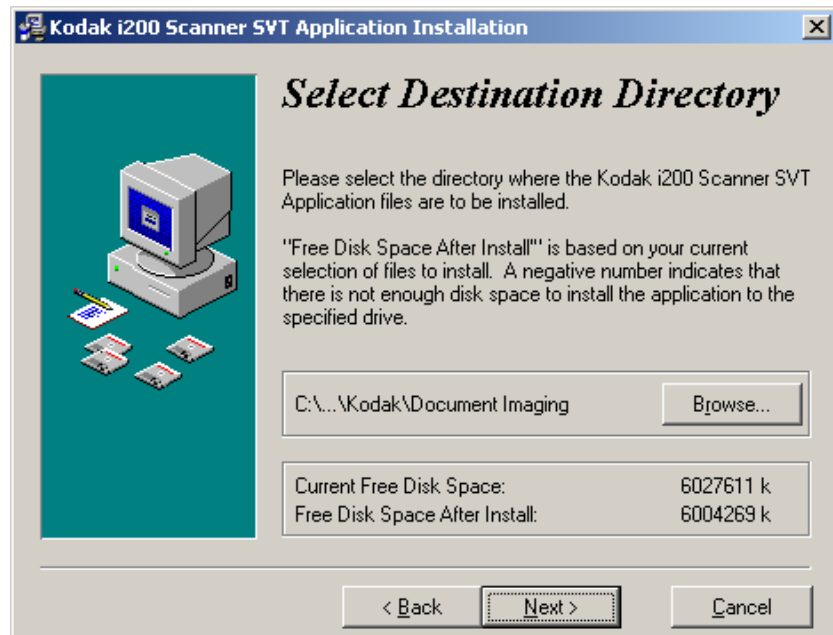 Kodak i200 Scanner SVT Application Installation
Select Destination Directory
Please select the directory where the Kodak i200 Scanner SVT
Application files are to be installed.
"Free Disk Space After Install'" is based on your current
selection of files to install. A negative number indicates that
there is not enough disk space to install the application to the
specified drive.
C:\...\Kodak\Document Imaging
Browse...
Current Free Disk Space: 6027611 k
Free Disk Space After Install: 6004269 k
< Back
Next >
Cancel